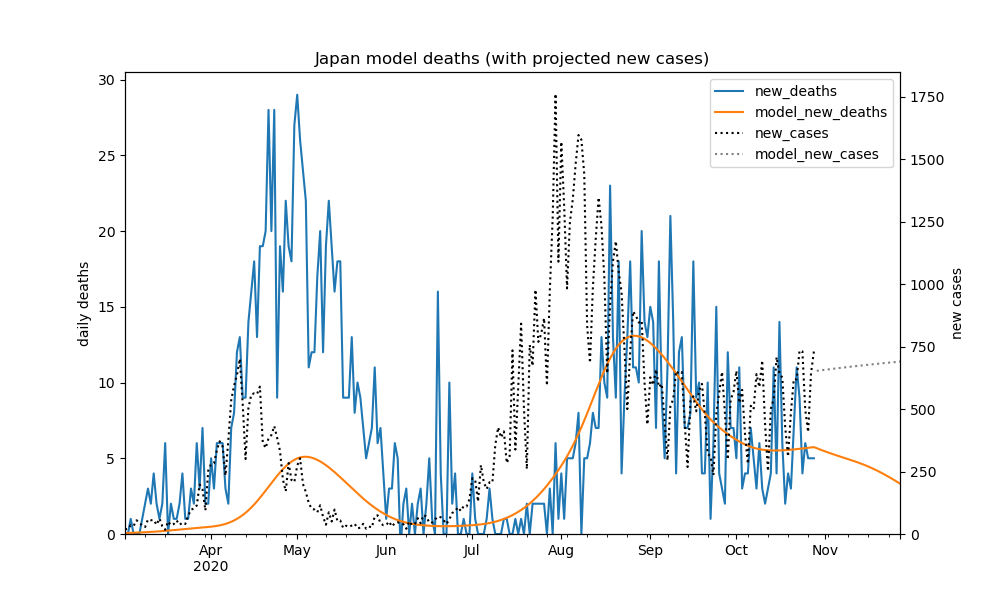 Japan model deaths (with projected new cases)
new_deaths
model_new_deaths
new_cases
model_new_cases
daily deaths
30
25
20
15
10
5
0
new cases
1750
1500
1250
1000
750
500
250
0
Apr May Jun Jul Aug Sep Oct Nov
2020